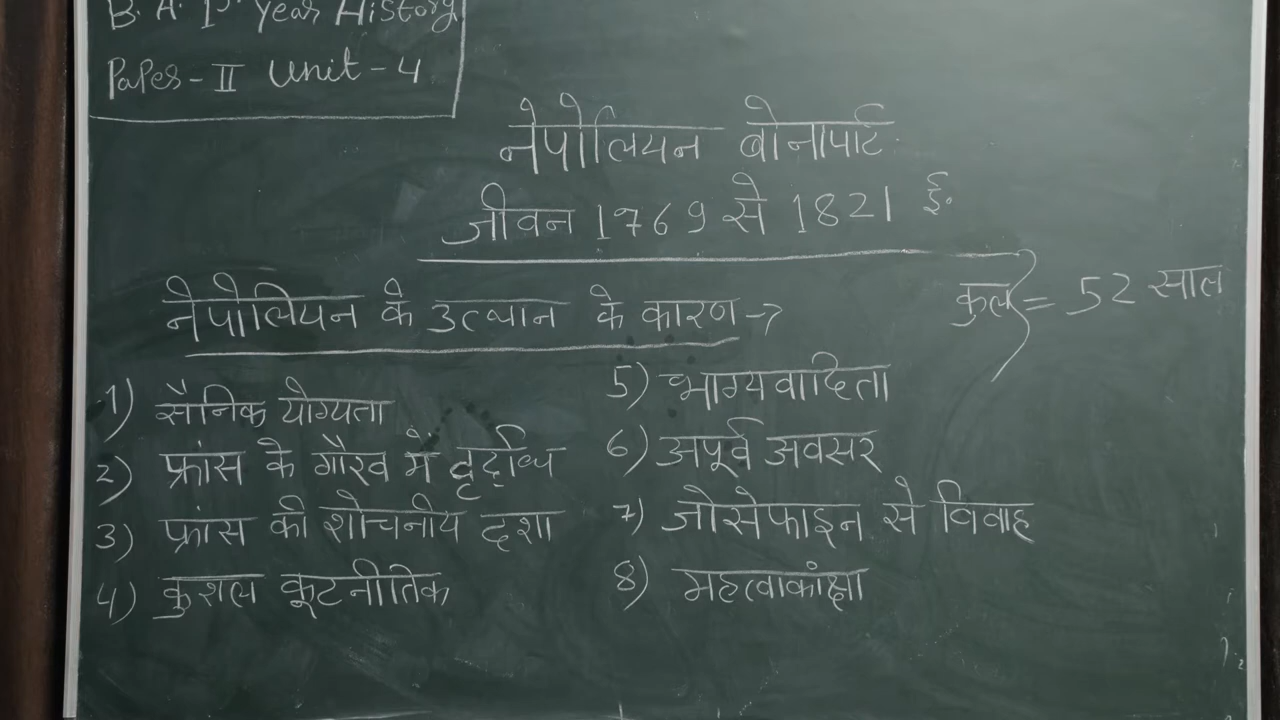 B. A. 1st Year History
Paper - II Unit - 4
नेपोलियन बोनापार्ट
जीवन 1769 से 1821 ई.
कुल = 52 साल
नेपोलियन के उत्थान के कारण →
1) सैनिक योग्यता
2) फ्रांस के गौरव में वृद्धि
3) फ्रांस की शोचनीय दशा
4) कुशल कूटनीतिक
5) भाग्यवादिता
6) अपूर्व अवसर
7) जोसेफाइन से विवाह
8) महत्वाकांक्षा